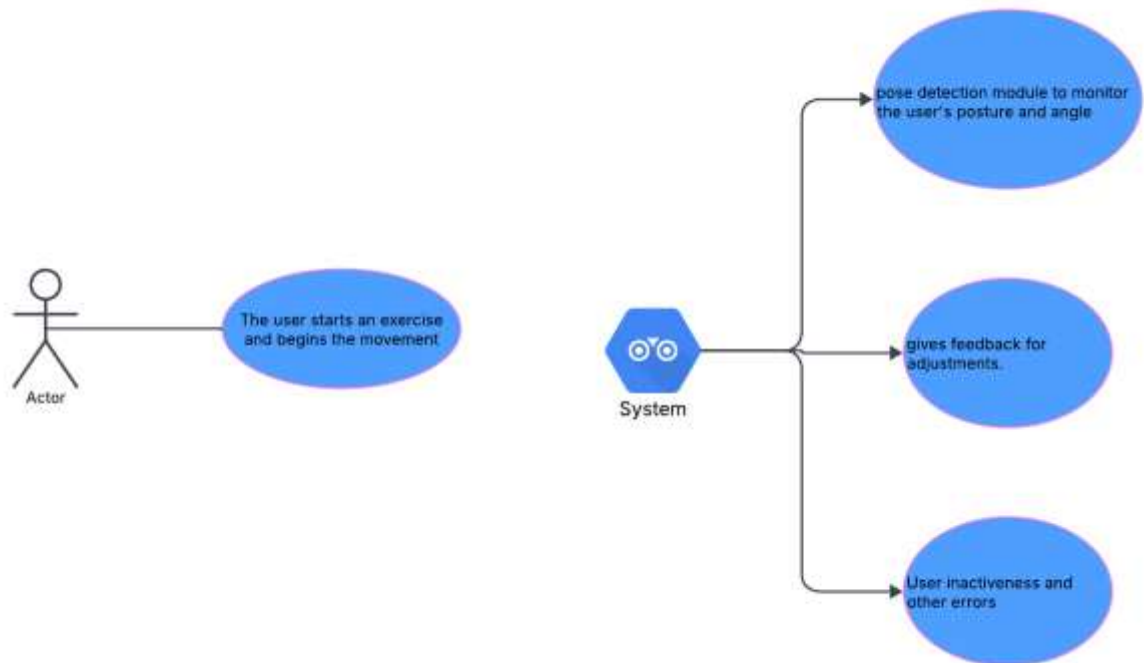 pose detection module to monitor
the user's posture and angle
The user starts an exercise
and begins the movement
Actor
System
gives feedback for
adjustments.
User inactiveness and
other errors